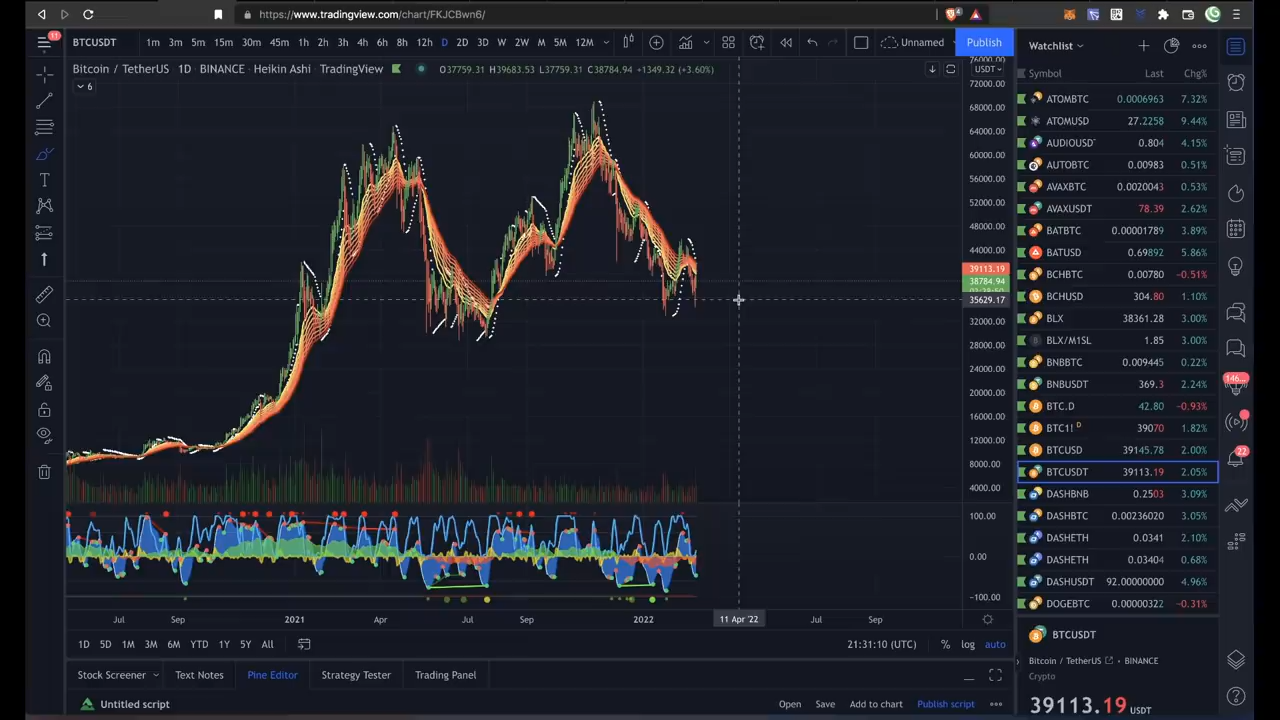 https://www.tradingview.com/chart/FKJCBwn6/
4
11
BTCUSDT 1m 3m 5m 15m 30m 45m 1h 2h 3h 4h 6h 8h 12h D 2D 3D W 2W M 5M 12M Unnamed Publish
Watchlist
Bitcoin / TetherUS 1D BINANCE Heikin Ashi TradingView O37759.31 H39683.53 L37759.31 C38784.94 +1349.32 (+3.60%)
USDT
6
76000.00
72000.00
68000.00
64000.00
60000.00
56000.00
52000.00
48000.00
44000.00
39113.19
38784.94
35629.17
32000.00
28000.00
24000.00
20000.00
16000.00
12000.00
8000.00
4000.00
100.00
0.00
-100.00
Symbol Last Chg%
ATOMBTC 0.0006963 7.32%
ATOMUSD 27.2258 9.44%
AUDIOUSDT 0.804 4.15%
AUTOBTC 0.00983 0.51%
AVAXBTC 0.0020043 0.53%
AVAXUSDT 78.39 2.62%
BATBTC 0.00001789 3.89%
BATUSD 0.69892 5.86%
BCHBTC 0.00780 −0.51%
BCHUSD 304.80 1.10%
BLX 38361.28 3.00%
BLX/M1SL 1.85 3.00%
BNBBTC 0.009445 0.22%
BNBUSDT 369.3 2.24%
BTC.D 42.80 −0.93%
BTC1! D 39070 1.82%
BTCUSD 39145.78 2.00%
BTCUSDT 39113.19 2.05%
DASHBNB 0.2503 3.09%
DASHBTC 0.00236020 3.05%
DASHETH 0.0341 2.10%
DASHETH 0.03404 0.68%
DASHUSDT 92.00000000 4.96%
DOGEBTC 0.00000322 −0.31%
146...
22
Jul Sep 2021 Apr Jul Sep 2022 11 Apr '22 Jul Sep
1D 5D 1M 3M 6M YTD 1Y 5Y All 21:31:10 (UTC) % log auto
Stock Screener Text Notes Pine Editor Strategy Tester Trading Panel
Untitled script Open Save Add to chart Publish script
BTCUSDT
Bitcoin / TetherUS BINANCE
Crypto
39113.19 USDT